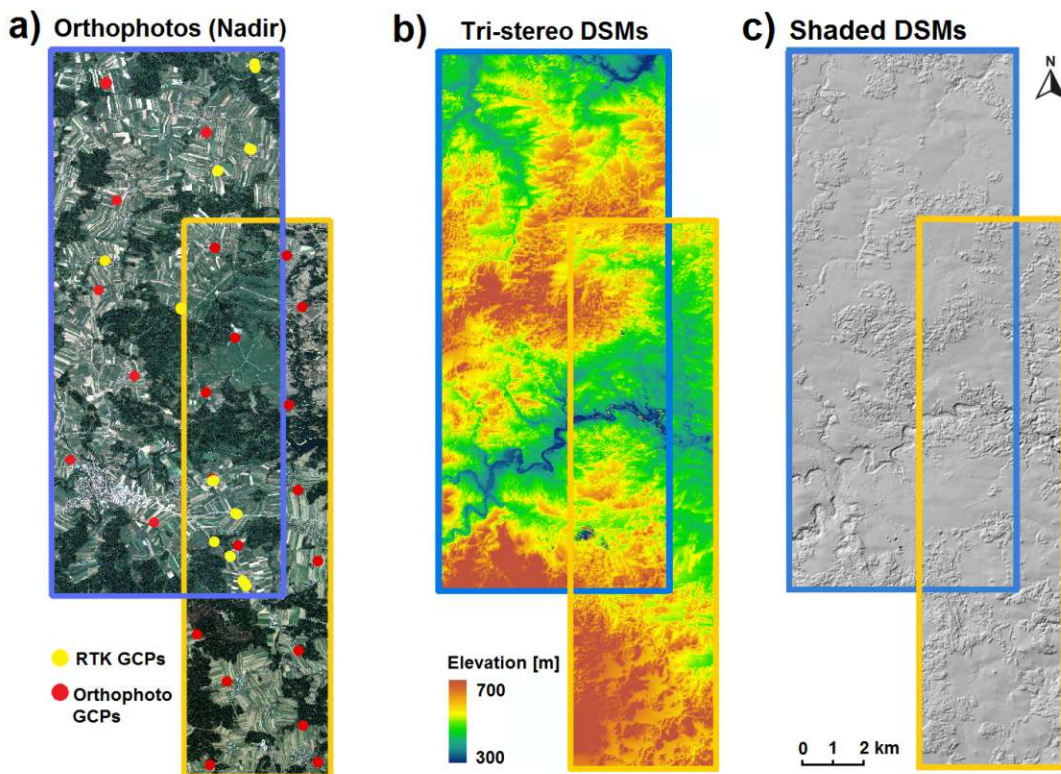 a) Orthophotos (Nadir)
b) Tri-stereo DSMs
c) Shaded DSMs
N
RTK GCPs
Orthophoto
GCPs
Elevation [m]
700
300
0 1 2 km